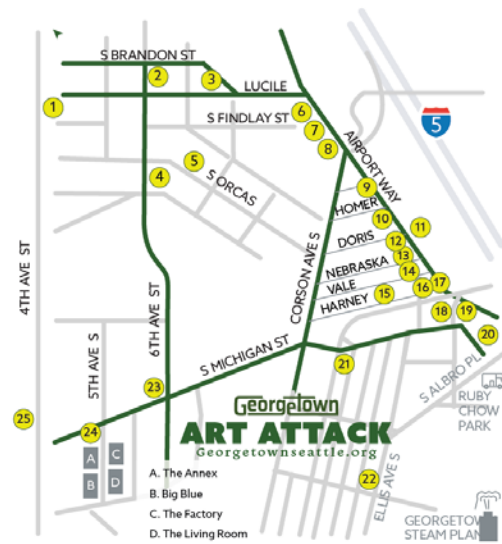 S BRANDON ST
2
3
1
LUCILE
6
S FINDLAY ST
7
8
5
AIRPORT WAY
5
4
S ORCAS
9
HOMER
10
11
DORIS
12
13
NEBRASKA
14
VALE
15
16
17
HARNEY
18
19
20
4TH AVE ST
5TH AVE S
6TH AVE ST
CORSON AVE S
S MICHIGAN ST
21
S ALBRO PL
RUBY
CHOW
PARK
23
25
24
GEORGETOWN
ART ATTACK
Georgetownseattle.org
A
C
B
D
A. The Annex
B. Big Blue
C. The Factory
D. The Living Room
22
ELLIS AVE S
GEORGETO
STEAM PLAN